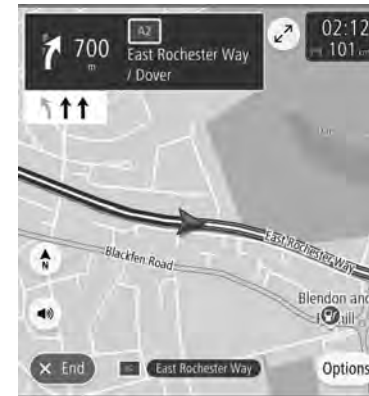 700
m
A2
East Rochester Way
/ Dover
02:12
101 km
East Rochester Way
Blackfen Road
N
Blendon and
End
East Rochester Way
Options